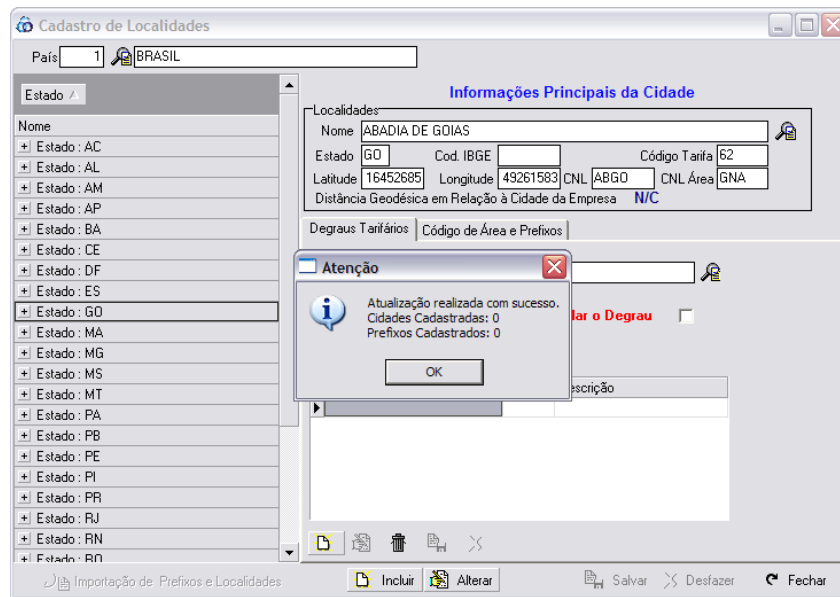 Cadastro de Localidades
País 1 BRASIL
Estado
Nome
Estado : AC
Estado : AL
Estado : AM
Estado : AP
Estado : BA
Estado : CE
Estado : DF
Estado : ES
Estado : GO
Estado : MA
Estado : MG
Estado : MS
Estado : MT
Estado : PA
Estado : PB
Estado : PE
Estado : PI
Estado : PR
Estado : RJ
Estado : RN
Estado : RO
Informações Principais da Cidade
Localidades
Nome ABADIA DE GOIAS
Estado GO Cod. IBGE Código Tarifa 62
Latitude 16452685 Longitude 49261583 CNL ABGO CNL Área GNA
Distância Geodésica em Relação à Cidade da Empresa N/C
Degraus Tarifários Código de Área e Prefixos
lar o Degrau
escrição
Atenção
Atualização realizada com sucesso.
Cidades Cadastradas: 0
Prefixos Cadastrados: 0
OK
Importação de Prefixos e Localidades Incluir Alterar Salvar Desfazer Fechar